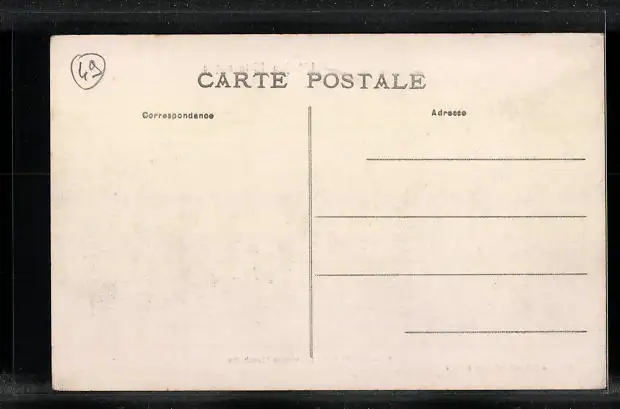 49
CARTE POSTALE
Correspondance
Adresse